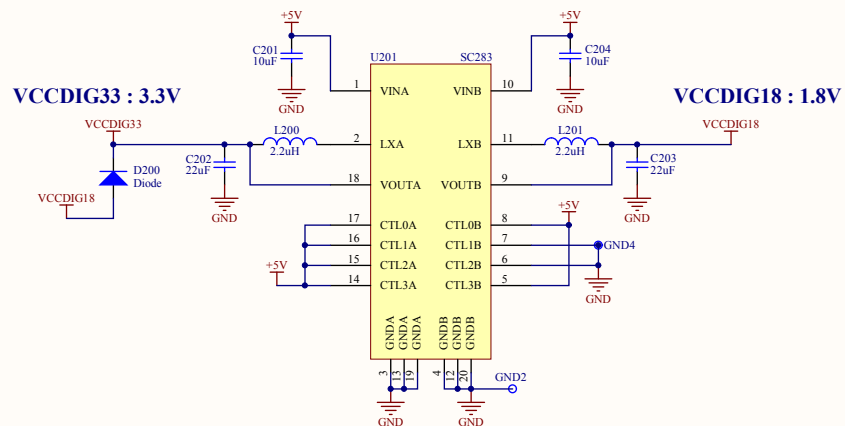 +5V
+5V
C201
10uF
GND
U201
SC283
C204
10uF
GND
VCCDIG33 : 3.3V
VCCDIG18 : 1.8V
1
VINA
VINB
10
VCCDIG33
L200
2.2uH
2
LXA
LXB
11
L201
2.2uH
VCCDIG18
C202
22uF
GND
D200
Diode
VCCDIG18
18
VOUTA
VOUTB
9
C203
22uF
GND
17
CTL0A
CTL0B
8
+5V
16
CTL1A
CTL1B
7
GND4
15
CTL2A
CTL2B
6
+5V
14
CTL3A
CTL3B
5
GND
GNDA
GNDA
GNDA
GNDB
GNDB
GNDB
3
13
19
4
12
20
GND2
GND
GND